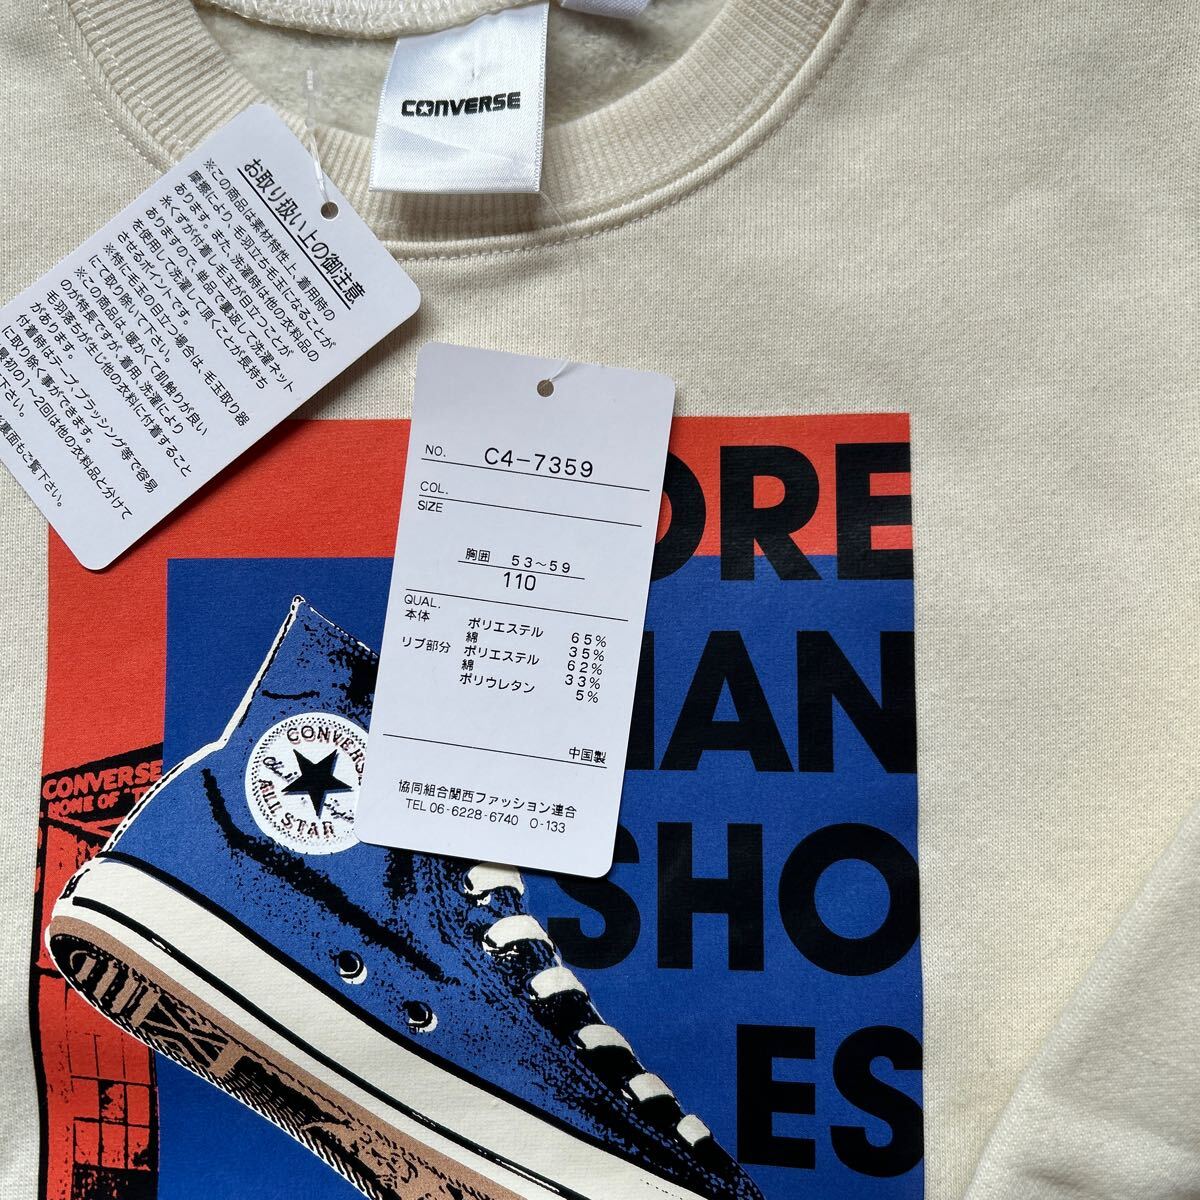 CONVERSE
お取り扱い上の御注意
※この商品は素材特性上、着用時の
摩擦により、毛羽立ち毛玉になることが
あります。また、洗濯時は他の衣料品の
糸くずが付着し毛玉が目立つことが
ありますので、単品で裏返して洗濯ネット
を使用して洗濯して頂くことが長持ち
させるポイントです。
※特に毛玉の目立つ場合は、毛玉取り器
にて取り除いて下さい。
※この商品は、暖かくて肌触りが良い
のが特長ですが、着用、洗濯により
毛羽落ちが生じ他の衣料に付着すること
があります。
付着時はテープ、ブラッシング等で容易
に取り除く事ができます。
最初の1〜2回は他の衣料品と分けて
下さい。
裏面もご覧下さい。
NO. C4-7359
COL.
SIZE
胸囲 53〜59
110
QUAL.
本体 ポリエステル 65%
綿 35%
リブ部分 ポリエステル 62%
綿 33%
ポリウレタン 5%
中国製
協同組合関西ファッション連合
TEL 06-6228-6740 O-133
ORE
HAN
SHO
ES
CONVERSE
HOME OF "T
CONVERS
ALL STAR